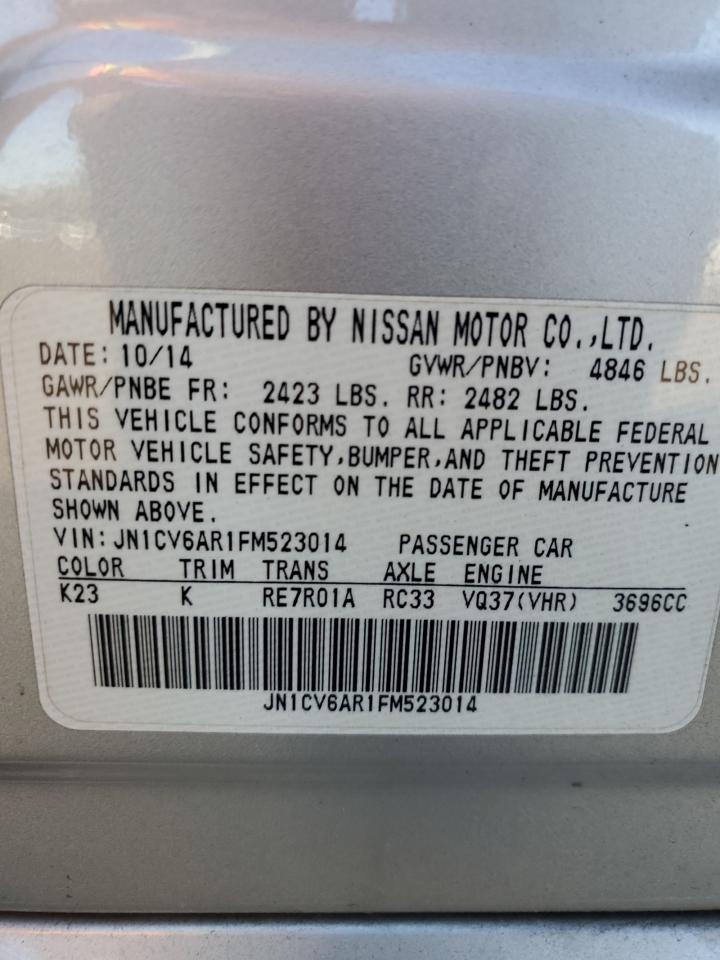 MANUFACTURED BY NISSAN MOTOR CO.,LTD.
DATE: 10/14 GVWR/PNBV: 4846 LBS.
GAWR/PNBE FR: 2423 LBS. RR: 2482 LBS.
THIS VEHICLE CONFORMS TO ALL APPLICABLE FEDERAL
MOTOR VEHICLE SAFETY,BUMPER,AND THEFT PREVENTION
STANDARDS IN EFFECT ON THE DATE OF MANUFACTURE
SHOWN ABOVE.
VIN: JN1CV6AR1FM523014 PASSENGER CAR
COLOR TRIM TRANS AXLE ENGINE
K23 K RE7R01A RC33 VQ37(VHR) 3696CC
JN1CV6AR1FM523014